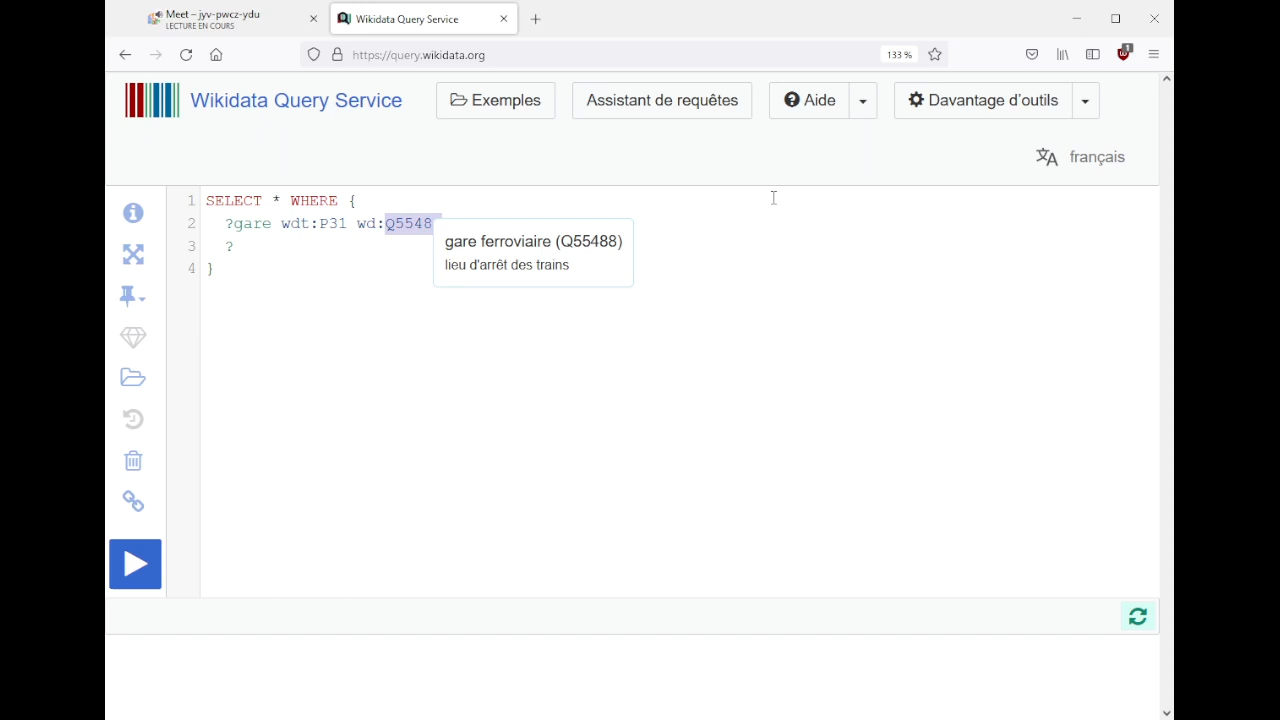 Meet – jyv-pwcz-ydu
LECTURE EN COURS
Wikidata Query Service
https://query.wikidata.org
133 %
1
Wikidata Query Service
Exemples
Assistant de requêtes
Aide
Davantage d'outils
français
1 SELECT * WHERE {
2 ?gare wdt:P31 wd:Q5548
3 ?
4 }
gare ferroviaire (Q55488)
lieu d'arrêt des trains